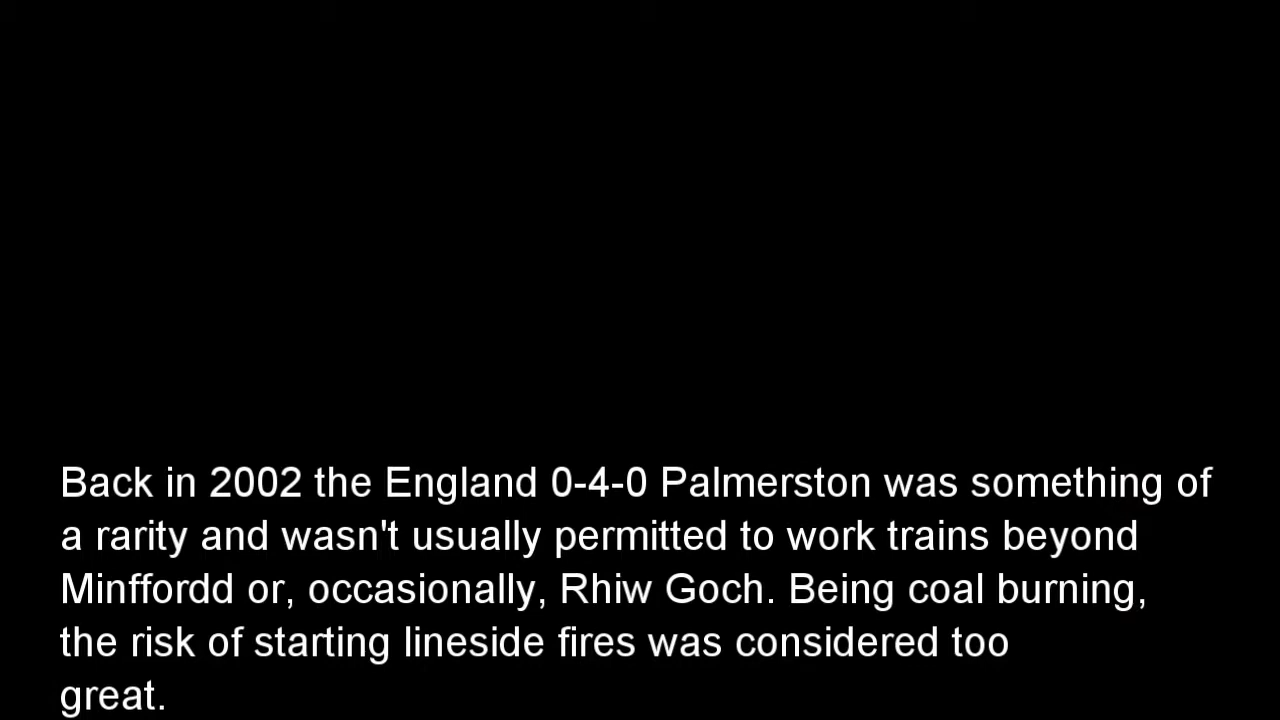 Back in 2002 the England 0-4-0 Palmerston was something of
a rarity and wasn't usually permitted to work trains beyond
Minffordd or, occasionally, Rhiw Goch. Being coal burning,
the risk of starting lineside fires was considered too
great.